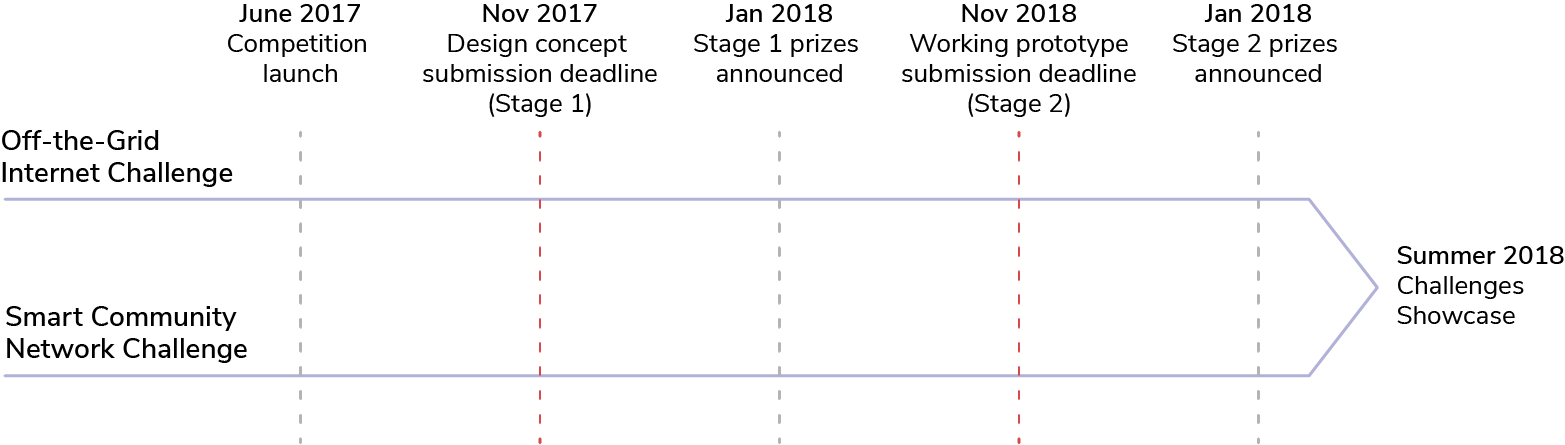 June 2017
Competition
launch
Nov 2017
Design concept
submission deadline
(Stage 1)
Jan 2018
Stage 1 prizes
announced
Nov 2018
Working prototype
submission deadline
(Stage 2)
Jan 2018
Stage 2 prizes
announced
Off-the-Grid
Internet Challenge
Smart Community
Network Challenge
Summer 2018
Challenges
Showcase